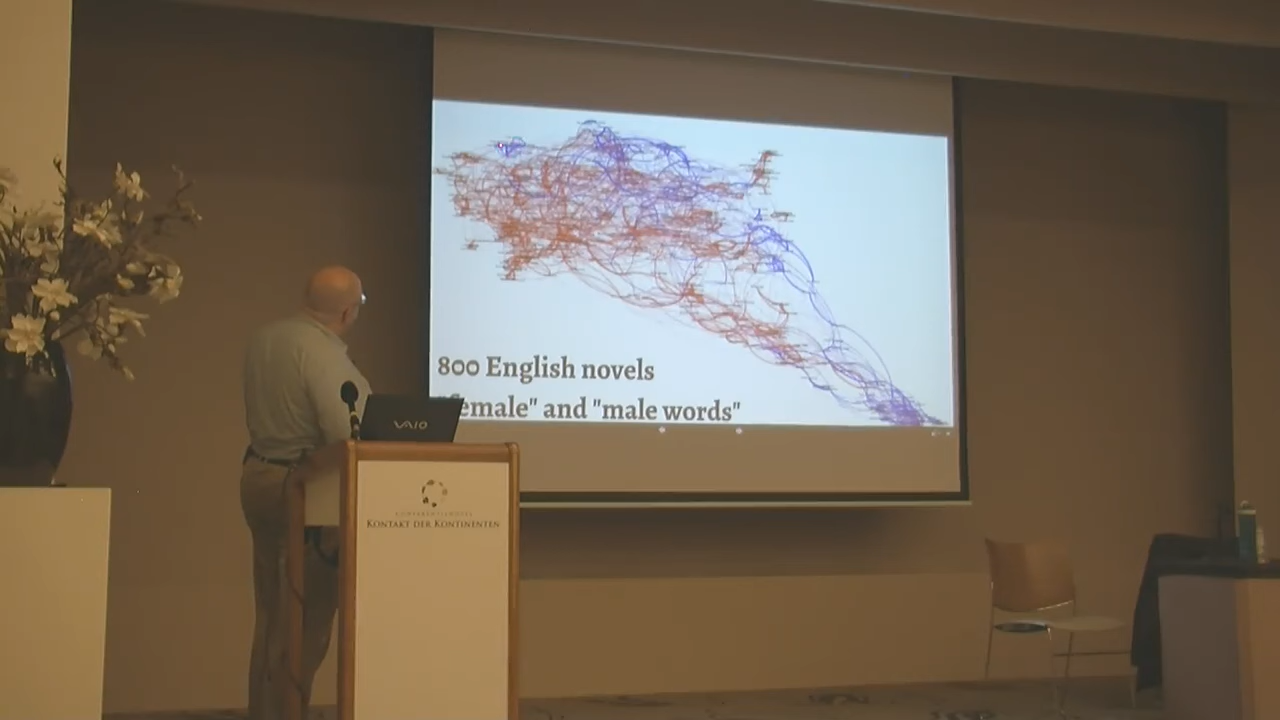 800 English novels
"female" and "male words"
VAIO
KONTAKT DER KONTINENTEN